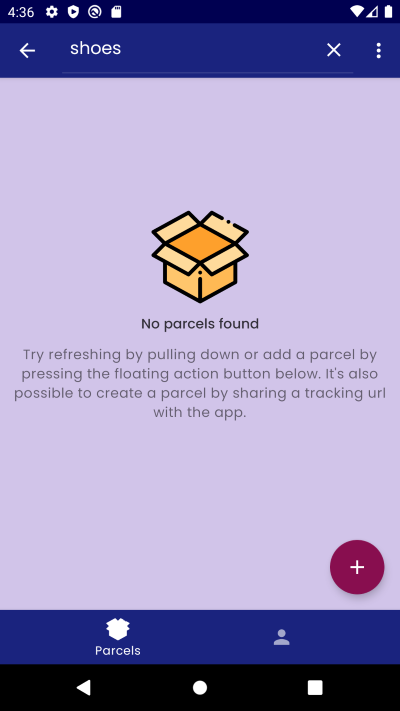 4:36
shoes
No parcels found
Try refreshing by pulling down or add a parcel by
pressing the floating action button below. It's also
possible to create a parcel by sharing a tracking url
with the app.
Parcels